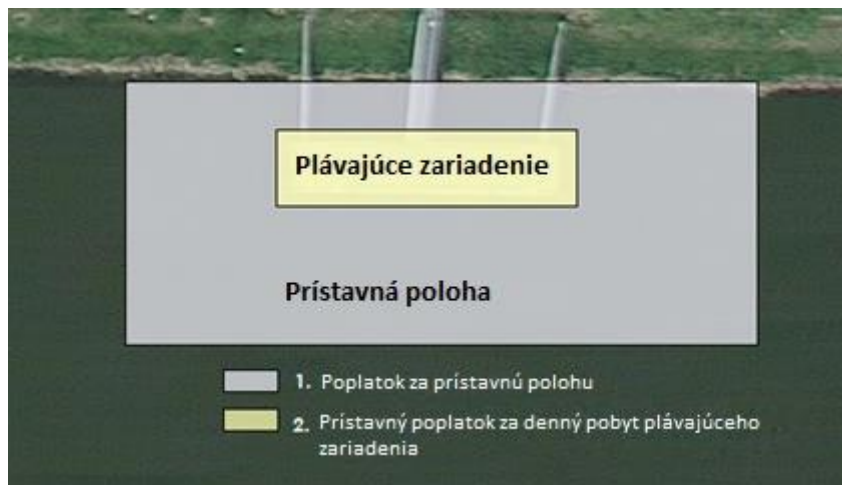 Plávajúce zariadenie
Prístavná poloha
1. Poplatok za prístavnú polohu
2. Prístavný poplatok za denný pobyt plávajúceho
zariadenia